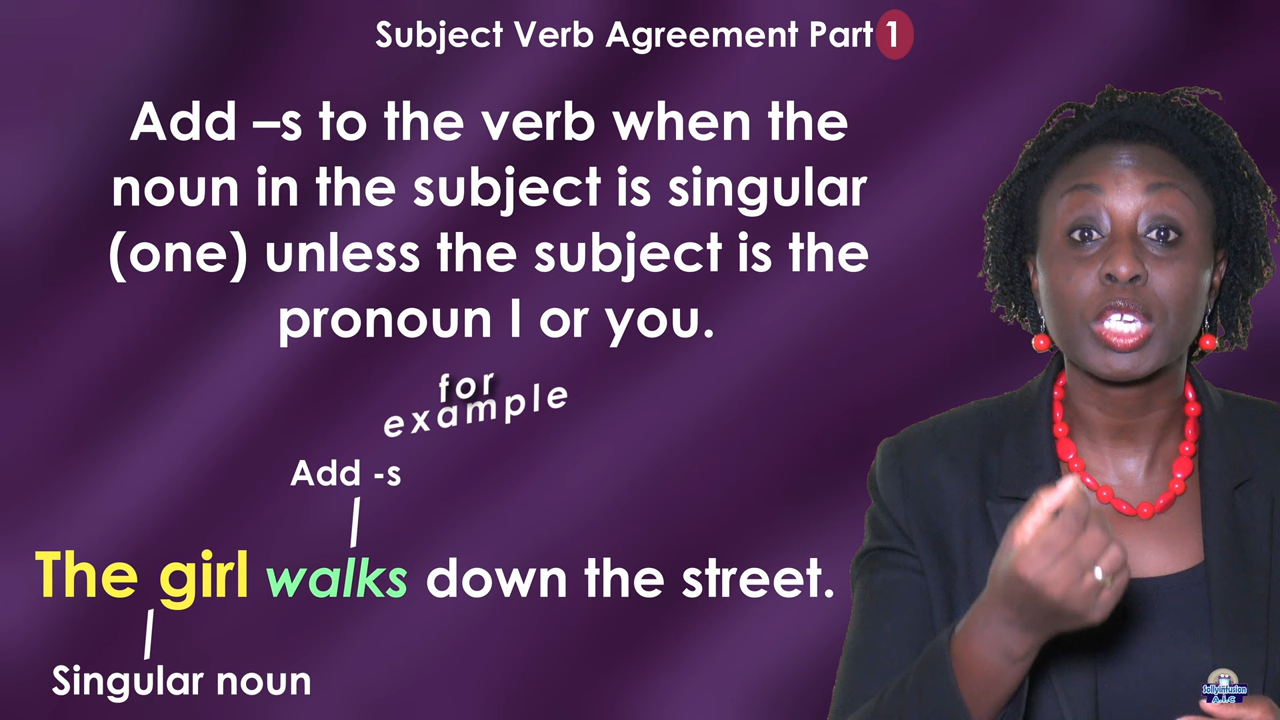 Subject Verb Agreement Part 1
Add –s to the verb when the
noun in the subject is singular
(one) unless the subject is the
pronoun I or you.
for
example
Add -s
The girl walks down the street.
Singular noun
SollyInfusion
A.I.C